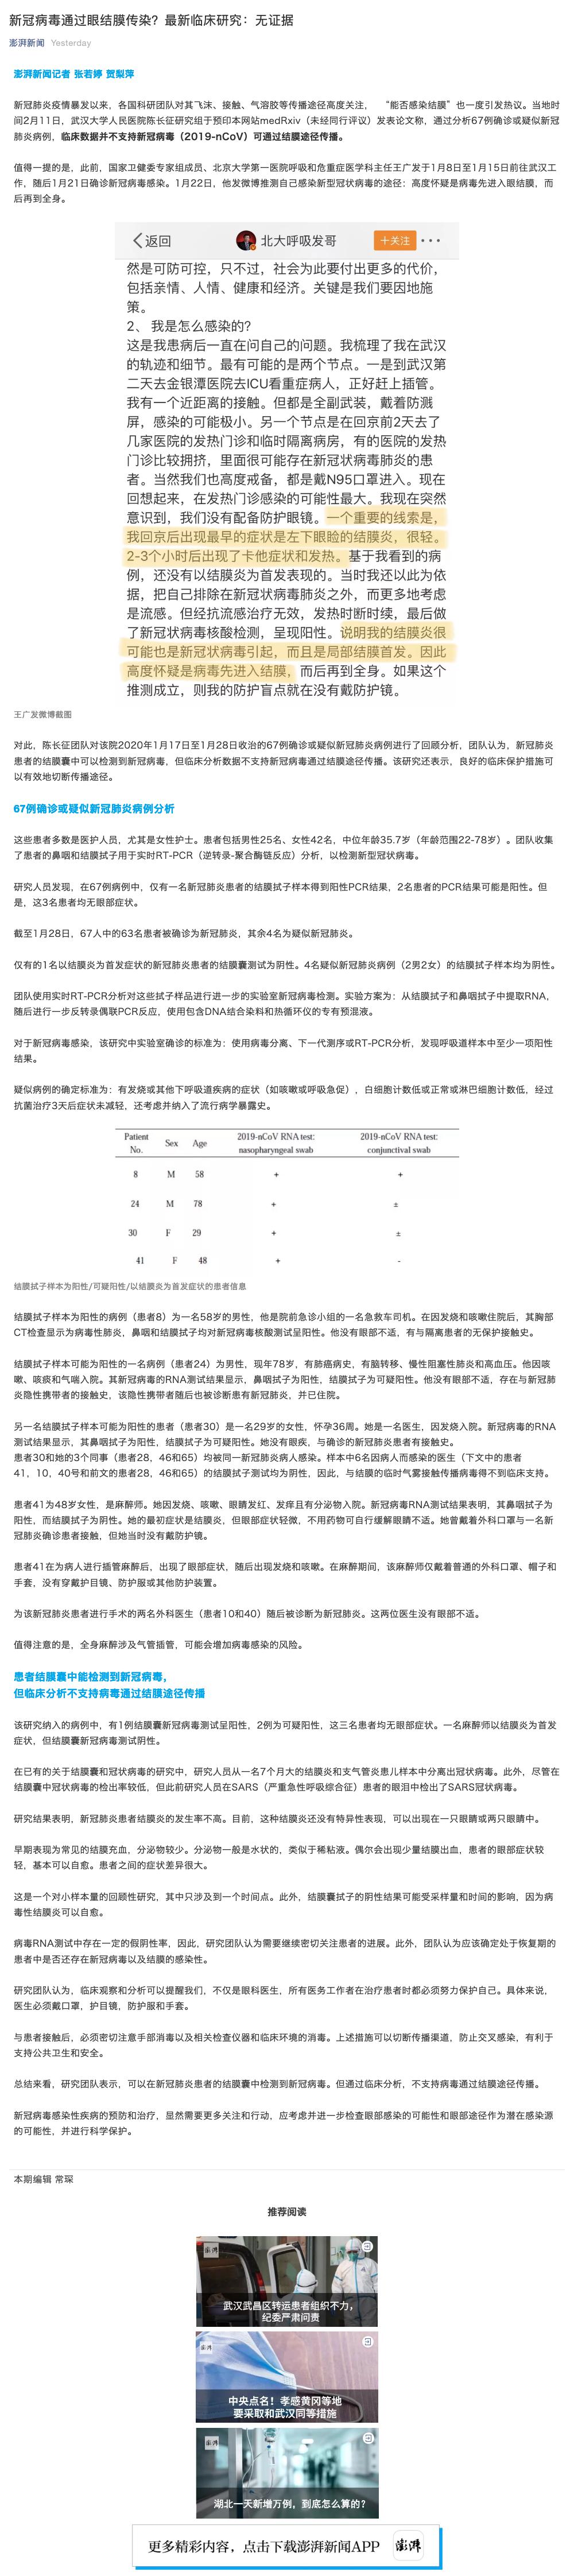 新冠病毒通过眼结膜传染？最新临床研究：无证据
澎湃新闻 Yesterday
澎湃新闻记者 张若婷 贺梨萍
新冠肺炎疫情暴发以来，各国科研团队对其飞沫、接触、气溶胶等传播途径高度关注， “能否感染结膜”也一度引发热议。当地时
间2月11日，武汉大学人民医院陈长征研究组于预印本网站medRxiv（未经同行评议）发表论文称，通过分析67例确诊或疑似新冠
肺炎病例，临床数据并不支持新冠病毒（2019-nCoV）可通过结膜途径传播。
值得一提的是，此前，国家卫健委专家组成员、北京大学第一医院呼吸和危重症医学科主任王广发于1月8日至1月15日前往武汉工
作，随后1月21日确诊新冠病毒感染。1月22日，他发微博推测自己感染新型冠状病毒的途径：高度怀疑是病毒先进入眼结膜，而
后再到全身。
返回 北大呼吸发哥 +关注 ···
然是可防可控，只不过，社会为此要付出更多的代价，
包括亲情、人情、健康和经济。关键是我们要因地施
策。
2、 我是怎么感染的？
这是我患病后一直在问自己的问题。我梳理了我在武汉
的轨迹和细节。最有可能的是两个节点。一是到武汉第
二天去金银潭医院去ICU看重症病人，正好赶上插管。
我有一个近距离的接触。但都是全副武装，戴着防溅
屏，感染的可能极小。另一个节点是在回京前2天去了
几家医院的发热门诊和临时隔离病房，有的医院的发热
门诊比较拥挤，里面很可能存在新冠状病毒肺炎的患
者。当然我们也高度戒备，都是戴N95口罩进入。现在
回想起来，在发热门诊感染的可能性最大。我现在突然
意识到，我们没有配备防护眼镜。一个重要的线索是，
我回京后出现最早的症状是左下眼睑的结膜炎，很轻。
2-3个小时后出现了卡他症状和发热。基于我看到的病
例，还没有以结膜炎为首发表现的。当时我还以此为依
据，把自己排除在新冠状病毒肺炎之外，而更多地考虑
是流感。但经抗流感治疗无效，发热时断时续，最后做
了新冠状病毒核酸检测，呈现阳性。说明我的结膜炎很
可能也是新冠状病毒引起，而且是局部结膜首发。因此
高度怀疑是病毒先进入结膜，而后再到全身。如果这个
推测成立，则我的防护盲点就在没有戴防护镜。
王广发微博截图
对此，陈长征团队对该院2020年1月17日至1月28日收治的67例确诊或疑似新冠肺炎病例进行了回顾分析，团队认为，新冠肺炎
患者的结膜囊中可以检测到新冠病毒，但临床分析数据不支持新冠病毒通过结膜途径传播。该研究还表示，良好的临床保护措施可
以有效地切断传播途径。
67例确诊或疑似新冠肺炎病例分析
这些患者多数是医护人员，尤其是女性护士。患者包括男性25名、女性42名，中位年龄35.7岁（年龄范围22-78岁）。团队收集
了患者的鼻咽和结膜拭子用于实时RT-PCR（逆转录-聚合酶链反应）分析，以检测新型冠状病毒。
研究人员发现，在67例病例中，仅有一名新冠肺炎患者的结膜拭子样本得到阳性PCR结果，2名患者的PCR结果可能是阳性。但
是，这3名患者均无眼部症状。
截至1月28日，67人中的63名患者被确诊为新冠肺炎，其余4名为疑似新冠肺炎。
仅有的1名以结膜炎为首发症状的新冠肺炎患者的结膜囊测试为阴性。4名疑似新冠肺炎病例（2男2女）的结膜拭子样本均为阴性。
团队使用实时RT-PCR分析对这些拭子样品进行进一步的实验室新冠病毒检测。实验方案为：从结膜拭子和鼻咽拭子中提取RNA，
随后进行一步反转录偶联PCR反应，使用包含DNA结合染料和热循环仪的专有预混液。
对于新冠病毒感染，该研究中实验室确诊的标准为：使用病毒分离、下一代测序或RT-PCR分析，发现呼吸道样本中至少一项阳性
结果。
疑似病例的确定标准为：有发烧或其他下呼吸道疾病的症状（如咳嗽或呼吸急促），白细胞计数低或正常或淋巴细胞计数低，经过
抗菌治疗3天后症状未减轻，还考虑并纳入了流行病学暴露史。
Patient No. Sex Age 2019-nCoV RNA test: nasopharyngeal swab 2019-nCoV RNA test: conjunctival swab
8 M 58 + +
24 M 78 + ±
30 F 29 + ±
41 F 48 + -
结膜拭子样本为阳性/可疑阳性/以结膜炎为首发症状的患者信息
结膜拭子样本为阳性的病例（患者8）为一名58岁的男性，他是院前急诊小组的一名急救车司机。在因发烧和咳嗽住院后，其胸部
CT检查显示为病毒性肺炎，鼻咽和结膜拭子均对新冠病毒核酸测试呈阳性。他没有眼部不适，有与隔离患者的无保护接触史。
结膜拭子样本可能为阳性的一名病例（患者24）为男性，现年78岁，有肺癌病史，有脑转移、慢性阻塞性肺炎和高血压。他因咳
嗽、咳痰和气喘入院。其新冠病毒的RNA测试结果显示，鼻咽拭子为阳性，结膜拭子为可疑阳性。他没有眼部不适，存在与新冠肺
炎隐性携带者的接触史，该隐性携带者随后也被诊断患有新冠肺炎，并已住院。
另一名结膜拭子样本可能为阳性的患者（患者30）是一名29岁的女性，怀孕36周。她是一名医生，因发烧入院。新冠病毒的RNA
测试结果显示，其鼻咽拭子为阳性，结膜拭子为可疑阳性。她没有眼疾，与确诊的新冠肺炎患者有接触史。
患者30和她的3个同事（患者28，46和65）均被同一新冠肺炎病人感染。样本中6名因病人而感染的医生（下文中的患者
41，10，40号和前文的患者28，46和65）的结膜拭子测试均为阴性，因此，与结膜的临时气雾接触传播病毒得不到临床支持。
患者41为48岁女性，是麻醉师。她因发烧、咳嗽、眼睛发红、发痒且有分泌物入院。新冠病毒RNA测试结果表明，其鼻咽拭子为
阳性，而结膜拭子为阴性。她的最初症状是结膜炎，但眼部症状轻微，不用药物可自行缓解眼睛不适。她曾戴着外科口罩与一名新
冠肺炎确诊患者接触，但她当时没有戴防护镜。
患者41在为病人进行插管麻醉后，出现了眼部症状，随后出现发烧和咳嗽。在麻醉期间，该麻醉师仅戴着普通的外科口罩、帽子和
手套，没有穿戴护目镜、防护服或其他防护装置。
为该新冠肺炎患者进行手术的两名外科医生（患者10和40）随后被诊断为新冠肺炎。这两位医生没有眼部不适。
值得注意的是，全身麻醉涉及气管插管，可能会增加病毒感染的风险。
患者结膜囊中能检测到新冠病毒，
但临床分析不支持病毒通过结膜途径传播
该研究纳入的病例中，有1例结膜囊新冠病毒测试呈阳性，2例为可疑阳性，这三名患者均无眼部症状。一名麻醉师以结膜炎为首发
症状，但结膜囊新冠病毒测试阴性。
在已有的关于结膜囊和冠状病毒的研究中，研究人员从一名7个月大的结膜炎和支气管炎患儿样本中分离出冠状病毒。此外，尽管在
结膜囊中冠状病毒的检出率较低，但此前研究人员在SARS（严重急性呼吸综合征）患者的眼泪中检出了SARS冠状病毒。
研究结果表明，新冠肺炎患者结膜炎的发生率不高。目前，这种结膜炎还没有特异性表现，可以出现在一只眼睛或两只眼睛中。
早期表现为常见的结膜充血，分泌物较少。分泌物一般是水状的，类似于稀粘液。偶尔会出现少量结膜出血，患者的眼部症状较
轻，基本可以自愈。患者之间的症状差异很大。
这是一个对小样本量的回顾性研究，其中只涉及到一个时间点。此外，结膜囊拭子的阴性结果可能受采样量和时间的影响，因为病
毒性结膜炎可以自愈。
病毒RNA测试中存在一定的假阴性率，因此，研究团队认为需要继续密切关注患者的进展。此外，团队认为应该确定处于恢复期的
患者中是否还存在新冠病毒以及结膜的感染性。
研究团队认为，临床观察和分析可以提醒我们，不仅是眼科医生，所有医务工作者在治疗患者时都必须努力保护自己。具体来说，
医生必须戴口罩，护目镜，防护服和手套。
与患者接触后，必须密切注意手部消毒以及相关检查仪器和临床环境的消毒。上述措施可以切断传播渠道，防止交叉感染，有利于
支持公共卫生和安全。
总结来看，研究团队表示，可以在新冠肺炎患者的结膜囊中检测到新冠病毒。但通过临床分析，不支持病毒通过结膜途径传播。
新冠病毒感染性疾病的预防和治疗，显然需要更多关注和行动，应考虑并进一步检查眼部感染的可能性和眼部途径作为潜在感染源
的可能性，并进行科学保护。
本期编辑 常琛
推荐阅读
澎湃
武汉武昌区转运患者组织不力，
纪委严肃问责
澎湃
中央点名！孝感黄冈等地
要采取和武汉同等措施
澎湃
湖北一天新增万例，到底怎么算的？
更多精彩内容，点击下载澎湃新闻APP 澎湃